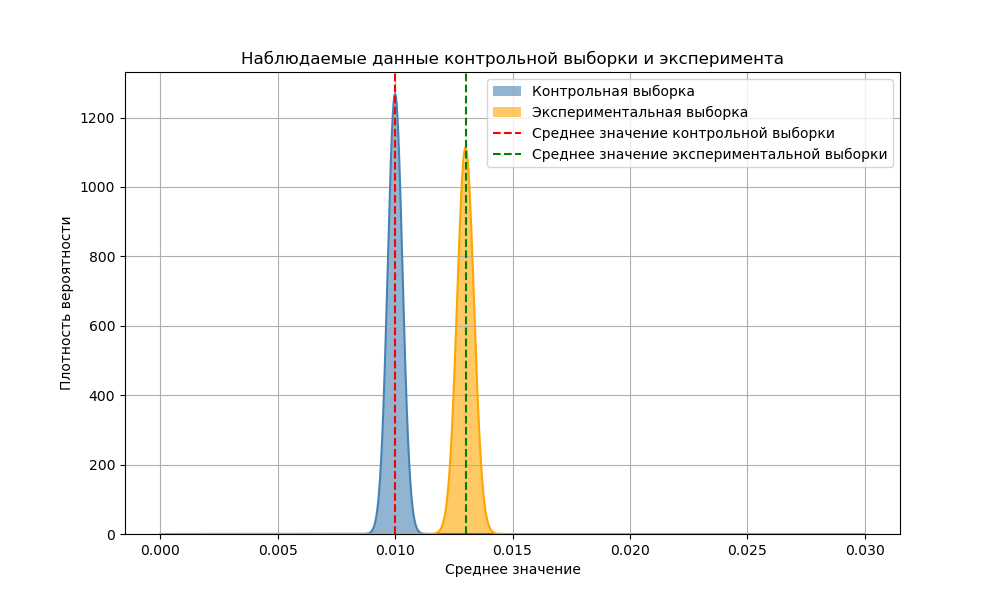 Наблюдаемые данные контрольной выборки и эксперимента
Контрольная выборка
Экспериментальная выборка
Среднее значение контрольной выборки
Среднее значение экспериментальной выборки
Плотность вероятности
1200
1000
800
600
400
200
0
0.000 0.005 0.010 0.015 0.020 0.025 0.030
Среднее значение